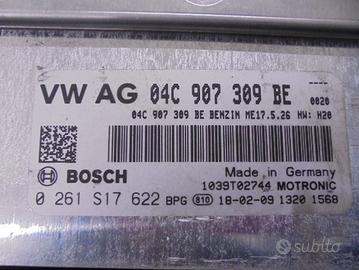 VW AG 04C 907 309 BE ----
0020
04C 907 309 BE BENZIN ME17.5.26 HW: H20
BOSCH
Made in Germany
1039T02744 MOTRONIC
0 261 S17 622 BPG 810 18-02-09 1320 1568
subito